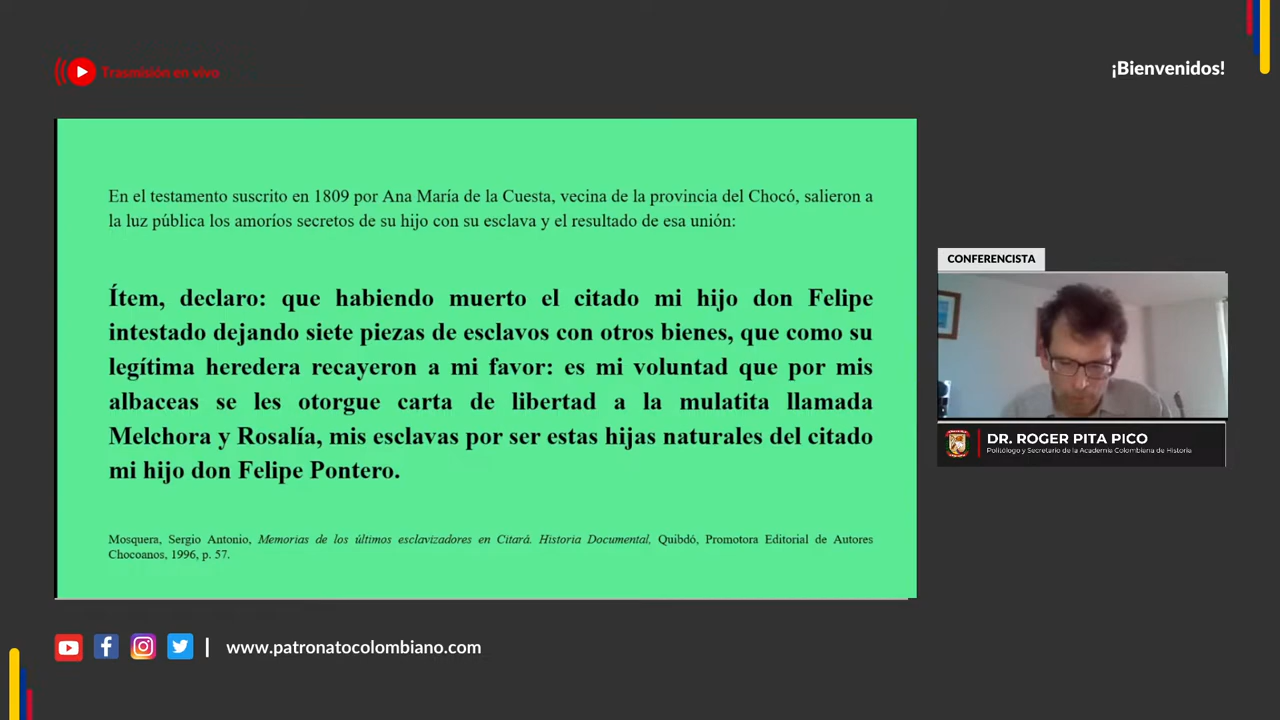 Trasmisión en vivo
¡Bienvenidos!
En el testamento suscrito en 1809 por Ana María de la Cuesta, vecina de la provincia del Chocó, salieron a
la luz pública los amoríos secretos de su hijo con su esclava y el resultado de esa unión:
Ítem, declaro: que habiendo muerto el citado mi hijo don Felipe
intestado dejando siete piezas de esclavos con otros bienes, que como su
legítima heredera recayeron a mi favor: es mi voluntad que por mis
albaceas se les otorgue carta de libertad a la mulatita llamada
Melchora y Rosalía, mis esclavas por ser estas hijas naturales del citado
mi hijo don Felipe Pontero.
Mosquera, Sergio Antonio, Memorias de los últimos esclavizadores en Citará. Historia Documental, Quibdó, Promotora Editorial de Autores
Chocoanos, 1996, p. 57.
CONFERENCISTA
DR. ROGER PITA PICO
Politólogo y Secretario de la Academia Colombiana de Historia
www.patronatocolombiano.com